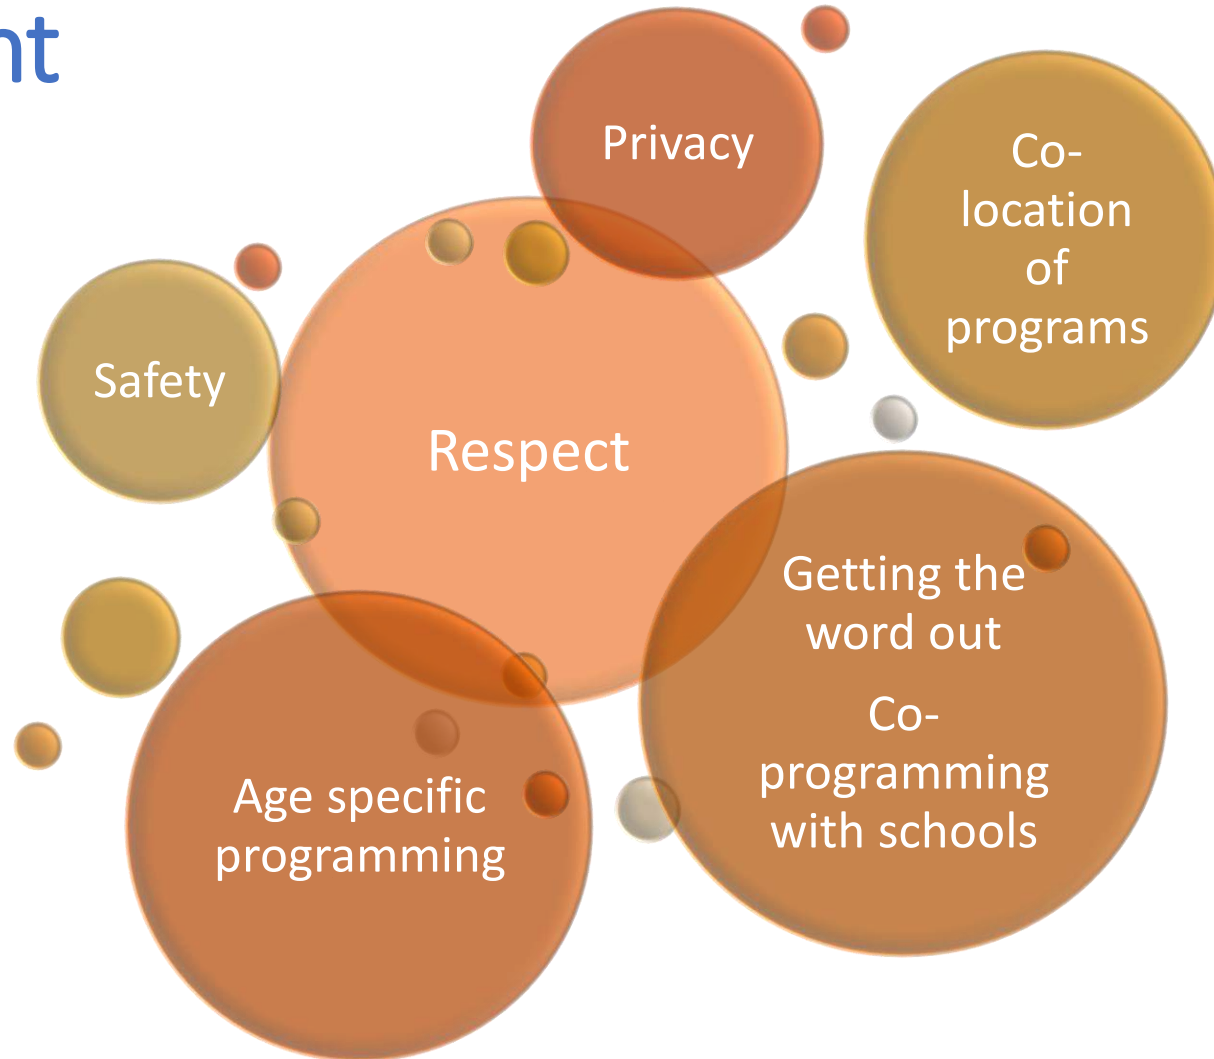 nt
Privacy
Co-
location
of
programs
Safety
Respect
Getting the
word out
Co-
programming
with schools
Age specific
programming